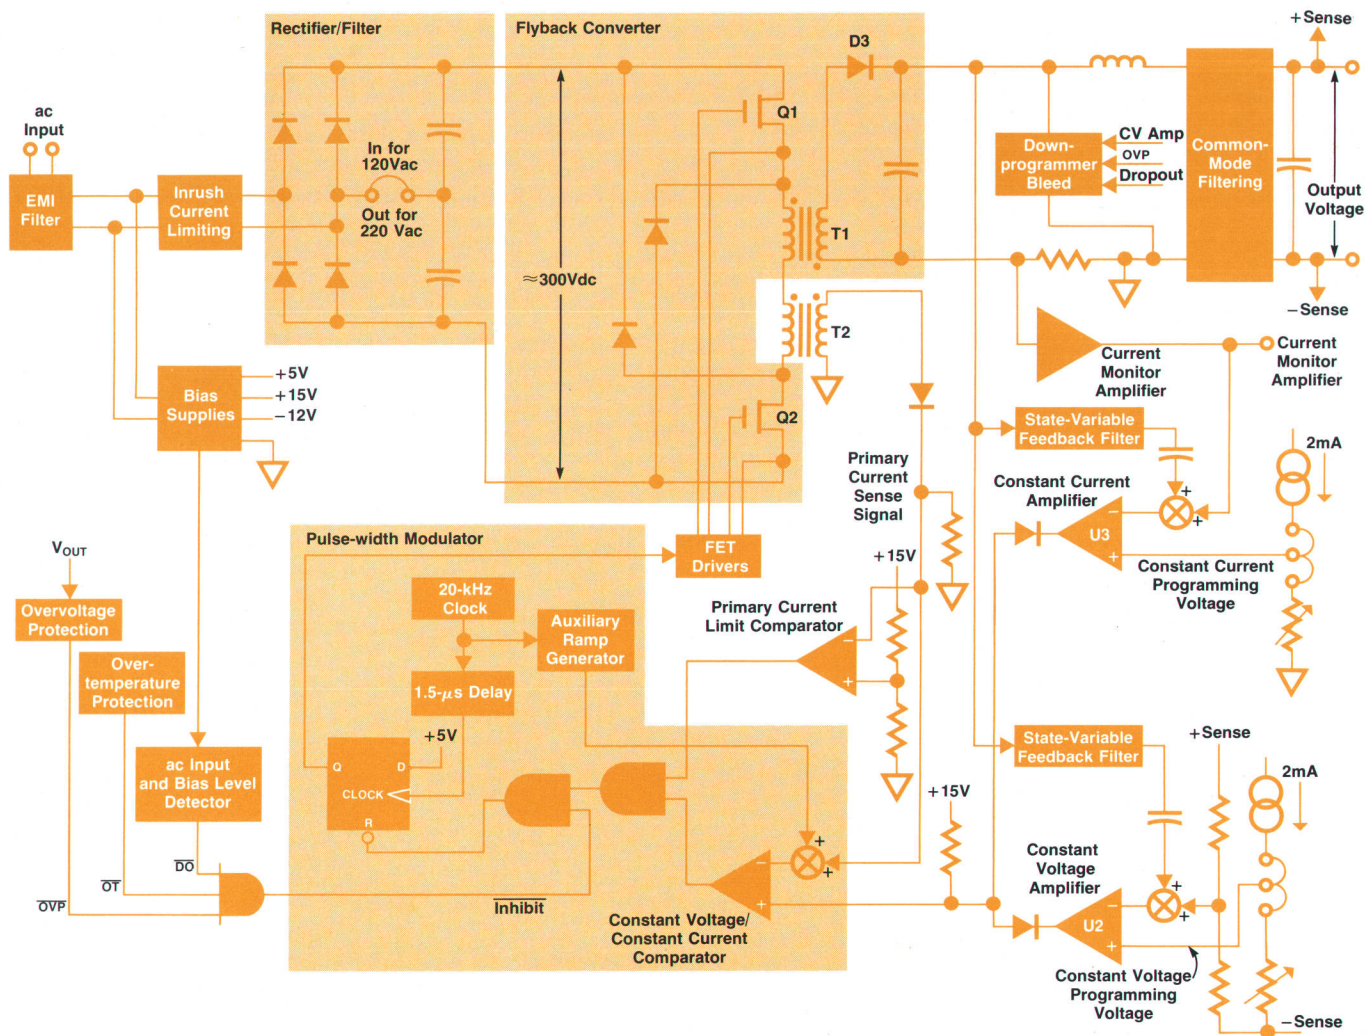 Rectifier/Filter
Flyback Converter
D3
+Sense
ac
Input
Q1
In for
120Vac
Out for
220 Vac
EMI
Filter
Inrush
Current
Limiting
≈300Vdc
T1
T2
Q2
Down-
programmer
Bleed
CV Amp
OVP
Dropout
Common-
Mode
Filtering
Output
Voltage
−Sense
Current
Monitor
Amplifier
Current
Monitor
Amplifier
Bias
Supplies
+5V
+15V
−12V
State-Variable
Feedback Filter
2mA
Primary
Current
Sense
Signal
Constant Current
Amplifier
+
+
−
U3
+
Constant Current
Programming
Voltage
VOUT
Overvoltage
Protection
Over-
temperature
Protection
ac Input
and Bias Level
Detector
Pulse-width Modulator
FET
Drivers
20-kHz
Clock
Auxiliary
Ramp
Generator
1.5-μs Delay
+5V
Q
D
CLOCK
R
+15V
Primary Current
Limit Comparator
−
+
State-Variable
Feedback Filter
+Sense
2mA
+15V
DO
OT
OVP
Inhibit
+
+
−
+
Constant Voltage/
Constant Current
Comparator
Constant
Voltage
Amplifier
+
+
−
U2
+
Constant Voltage
Programming
Voltage
−Sense